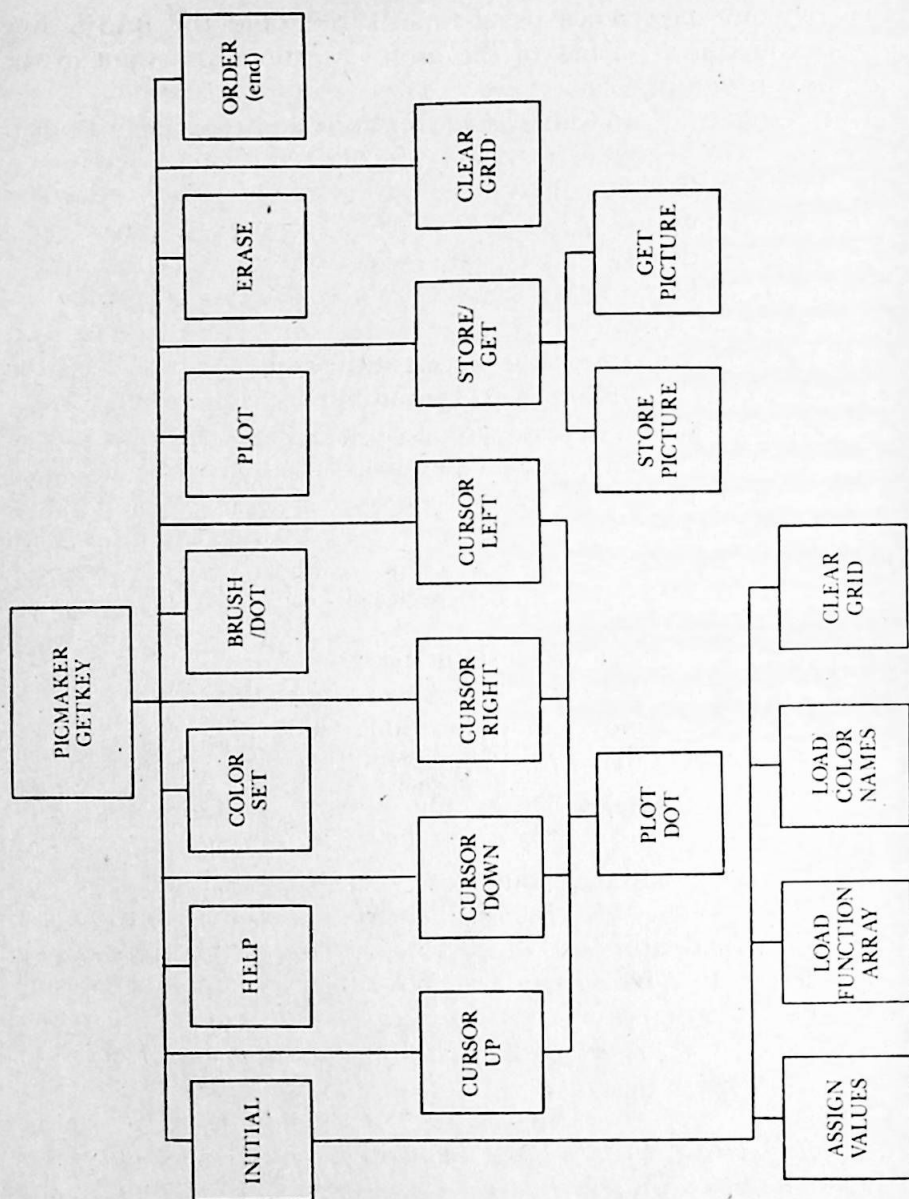 PICMAKER
GETKEY
INITIAL
HELP
COLOR
SET
BRUSH
/DOT
PLOT
ERASE
ORDER
(end)
CURSOR
UP
CURSOR
DOWN
CURSOR
RIGHT
CURSOR
LEFT
STORE/
GET
CLEAR
GRID
PLOT
DOT
STORE
PICTURE
GET
PICTURE
ASSIGN
VALUES
LOAD
FUNCTION
ARRAY
LOAD
COLOR
NAMES
CLEAR
GRID